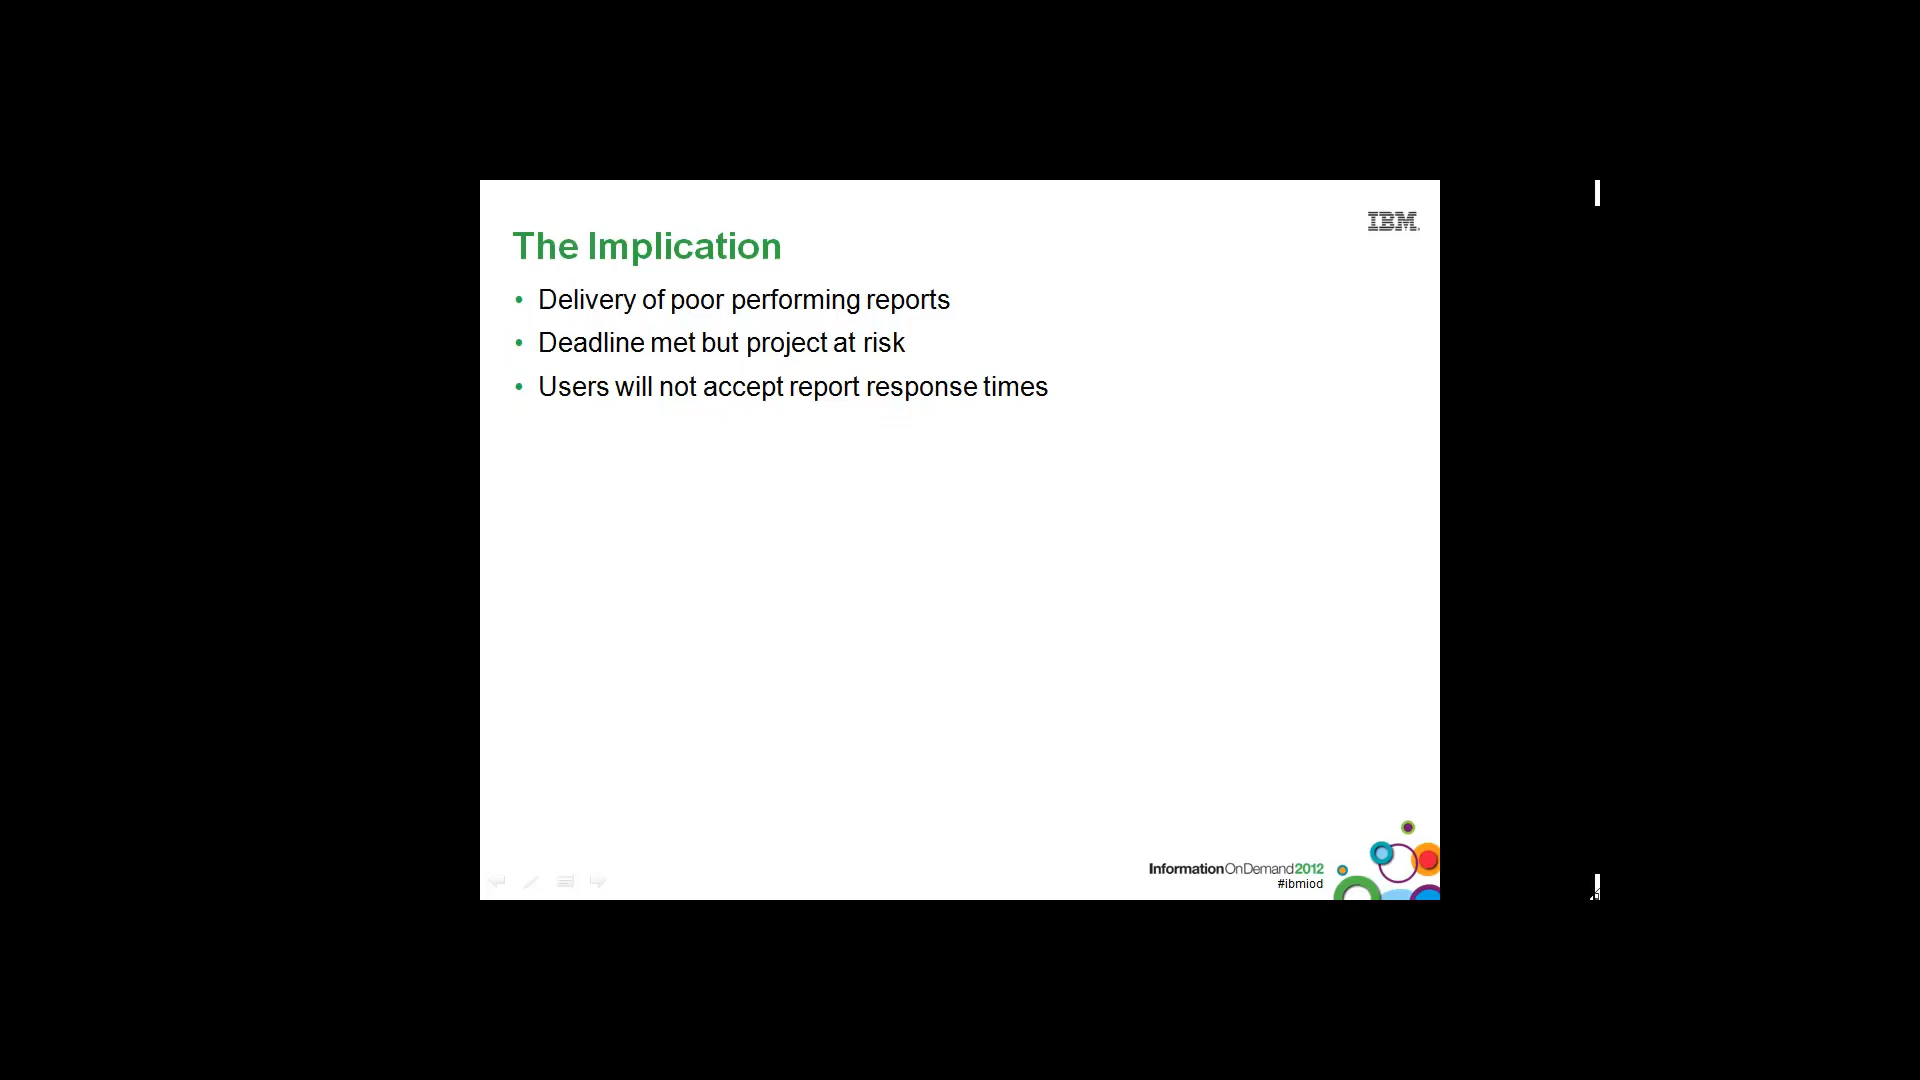 IBM
The Implication
• Delivery of poor performing reports
• Deadline met but project at risk
• Users will not accept report response times
InformationOnDemand2012
#ibmiod